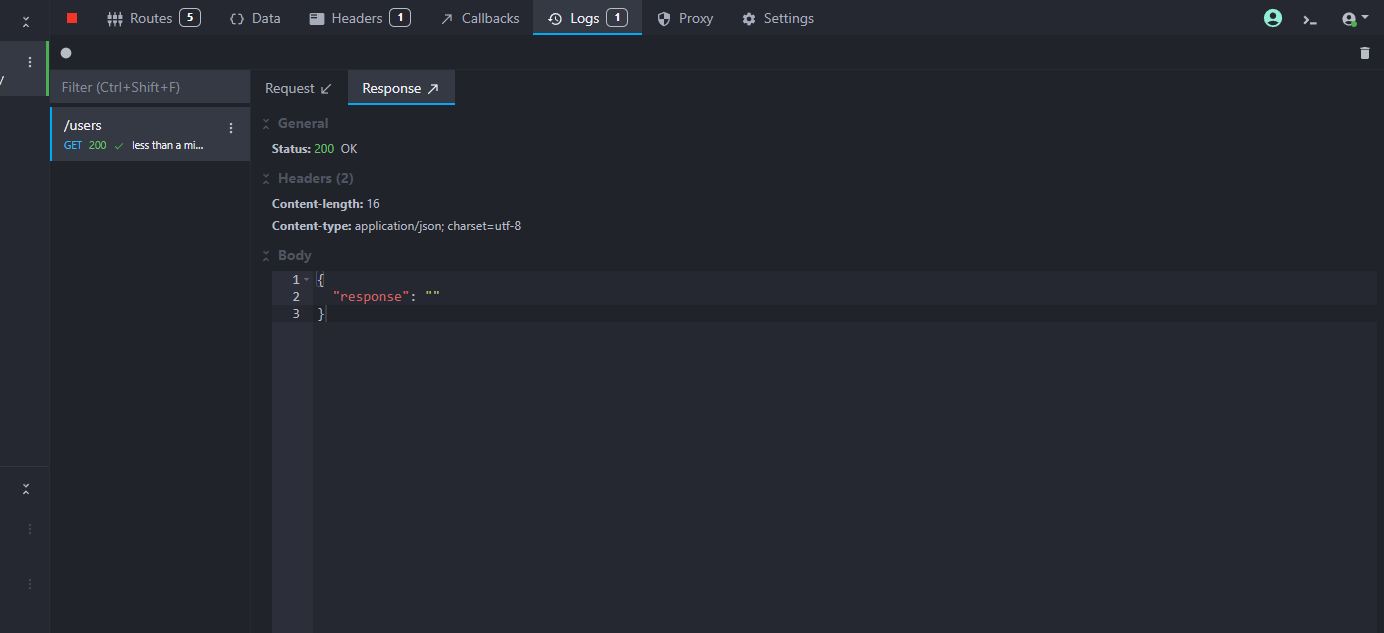 Routes 5 Data Headers 1 Callbacks Logs 1 Proxy Settings
/
Filter (Ctrl+Shift+F)
Request Response
/users
GET 200 less than a mi...
General
Status: 200 OK
Headers (2)
Content-length: 16
Content-type: application/json; charset=utf-8
Body
1 {
2 "response": ""
3 }